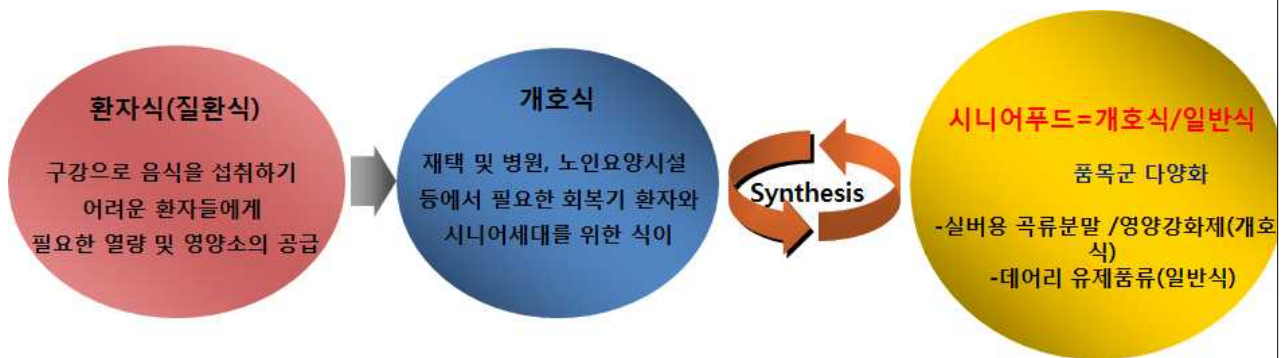 환자식(질환식)
구강으로 음식을 섭취하기
어려운 환자들에게
필요한 열량 및 영양소의 공급
개호식
재택 및 병원, 노인요양시설
등에서 필요한 회복기 환자와
시니어세대를 위한 식이
Synthesis
시니어푸드=개호식/일반식
품목군 다양화
-실버용 곡류분말 /영양강화제(개호
식)
-데어리 유제품류(일반식)